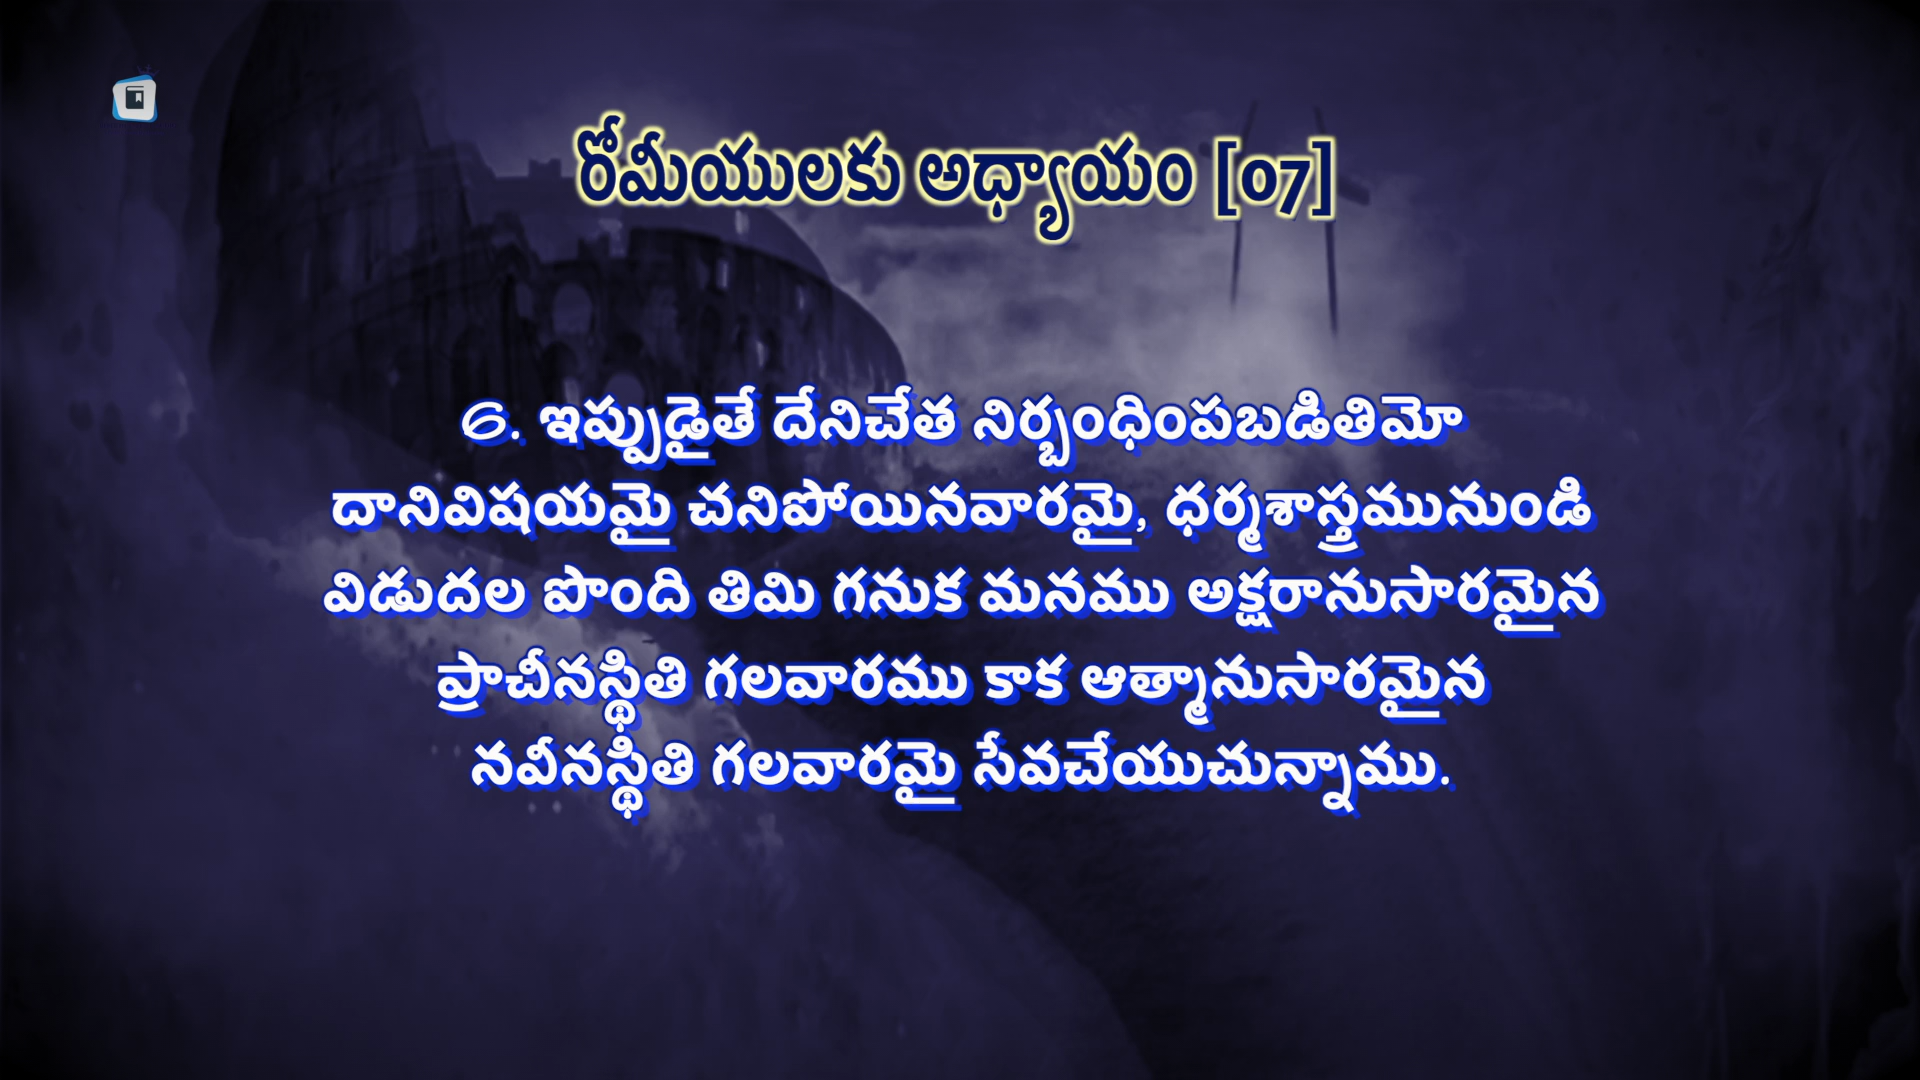 రోమీయులకు అధ్యాయం [07]
6. ఇప్పుడైతే దేనిచేత నిర్బంధింపబడితిమో
దానివిషయమై చనిపోయినవారమై, ధర్మశాస్త్రమునుండి
విడుదల పొంది తిమి గనుక మనము అక్షరానుసారమైన
ప్రాచీనస్థితి గలవారము కాక ఆత్మానుసారమైన
నవీనస్థితి గలవారమై సేవచేయుచున్నాము.